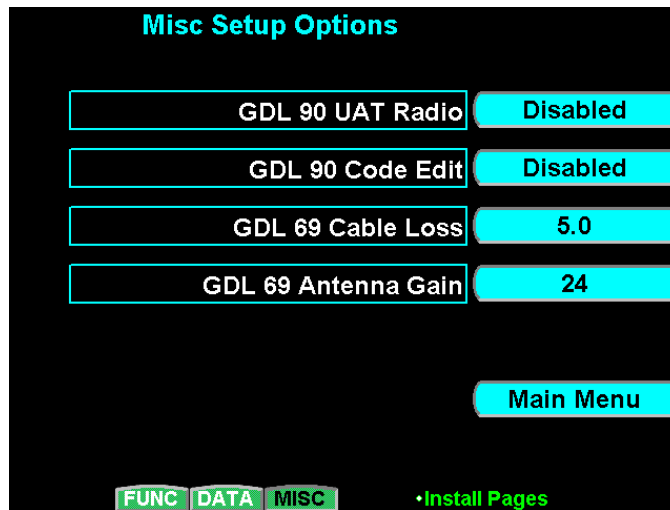 Misc Setup Options
GDL 90 UAT Radio Disabled
GDL 90 Code Edit Disabled
GDL 69 Cable Loss 5.0
GDL 69 Antenna Gain 24
Main Menu
FUNC DATA MISC •Install Pages